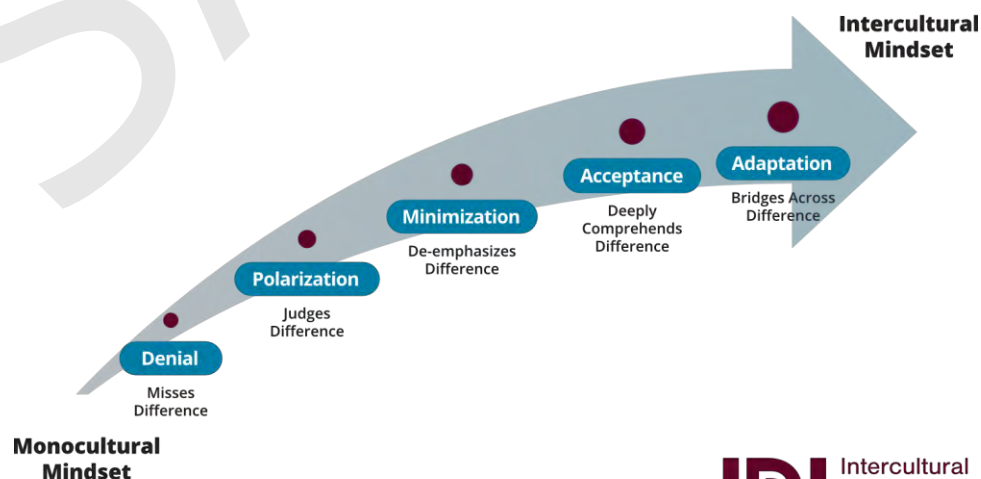 Intercultural
Mindset
Adaptation
Bridges Across
Difference
Acceptance
Deeply
Comprehends
Difference
Minimization
De-emphasizes
Difference
Polarization
Judges
Difference
Denial
Misses
Difference
Monocultural
Mindset
IDI
Intercultural